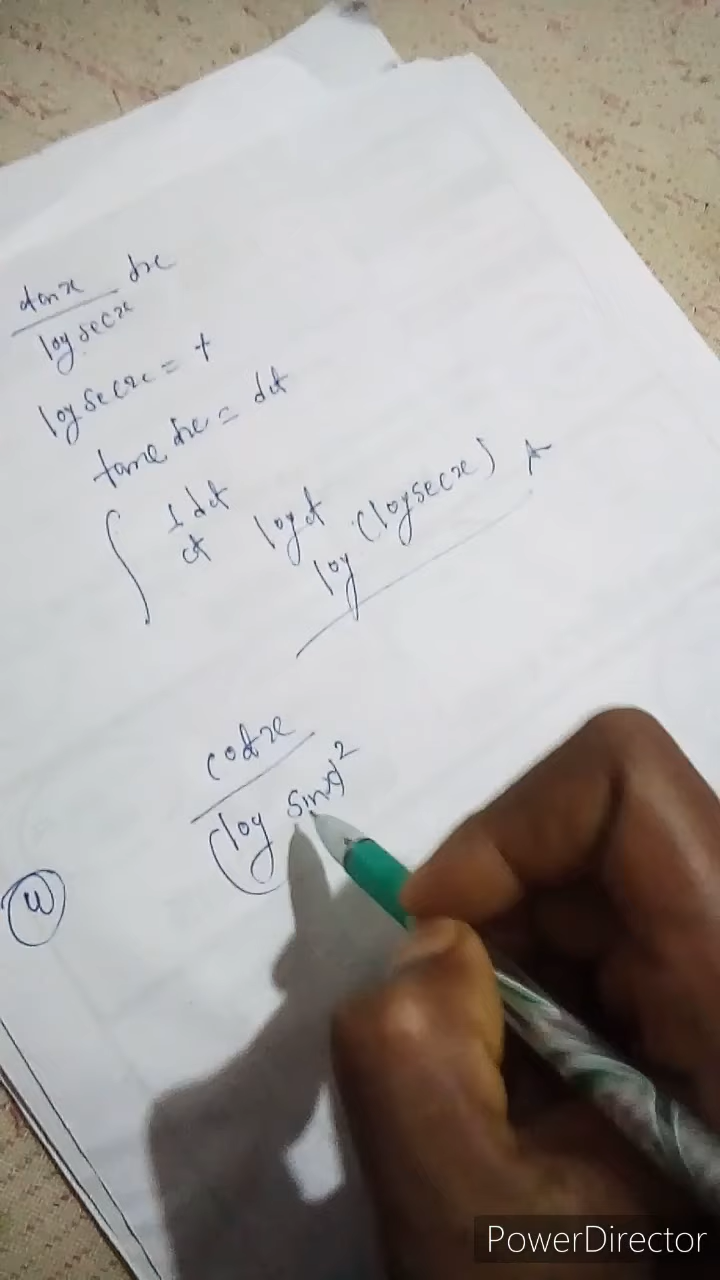 tanx dx
log secx
log secx = t
tanx dx = dt
∫ 1 dt log t
t log (log secx) A
cotx
(log sinx)²
PowerDirector